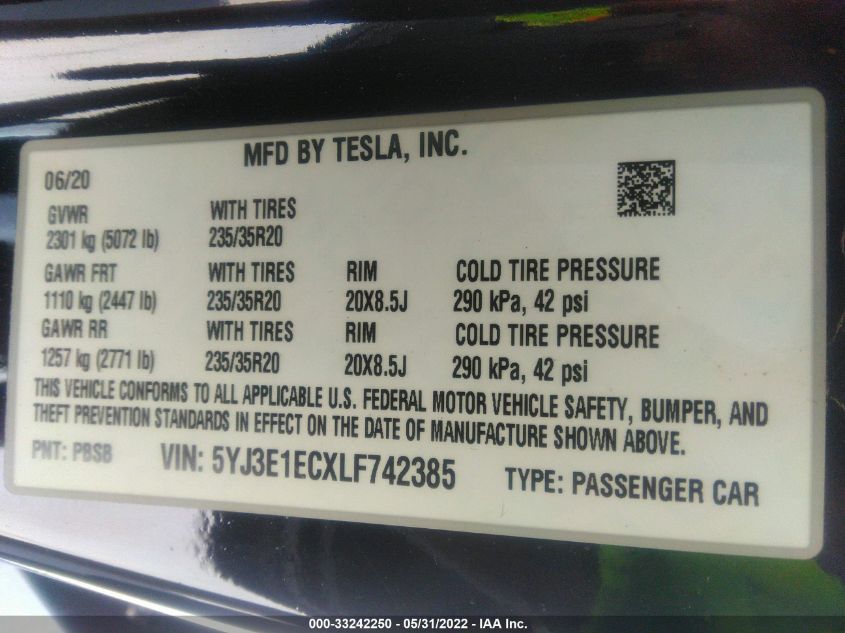 MFD BY TESLA, INC.
06/20
GVWR WITH TIRES
2301 kg (5072 lb) 235/35R20
GAWR FRT WITH TIRES RIM COLD TIRE PRESSURE
1110 kg (2447 lb) 235/35R20 20X8.5J 290 kPa, 42 psi
GAWR RR WITH TIRES RIM COLD TIRE PRESSURE
1257 kg (2771 lb) 235/35R20 20X8.5J 290 kPa, 42 psi
THIS VEHICLE CONFORMS TO ALL APPLICABLE U.S. FEDERAL MOTOR VEHICLE SAFETY, BUMPER, AND
THEFT PREVENTION STANDARDS IN EFFECT ON THE DATE OF MANUFACTURE SHOWN ABOVE.
PNT: PBSB VIN: 5YJ3E1ECXLF742385 TYPE: PASSENGER CAR
000-33242250 - 05/31/2022 - IAA Inc.